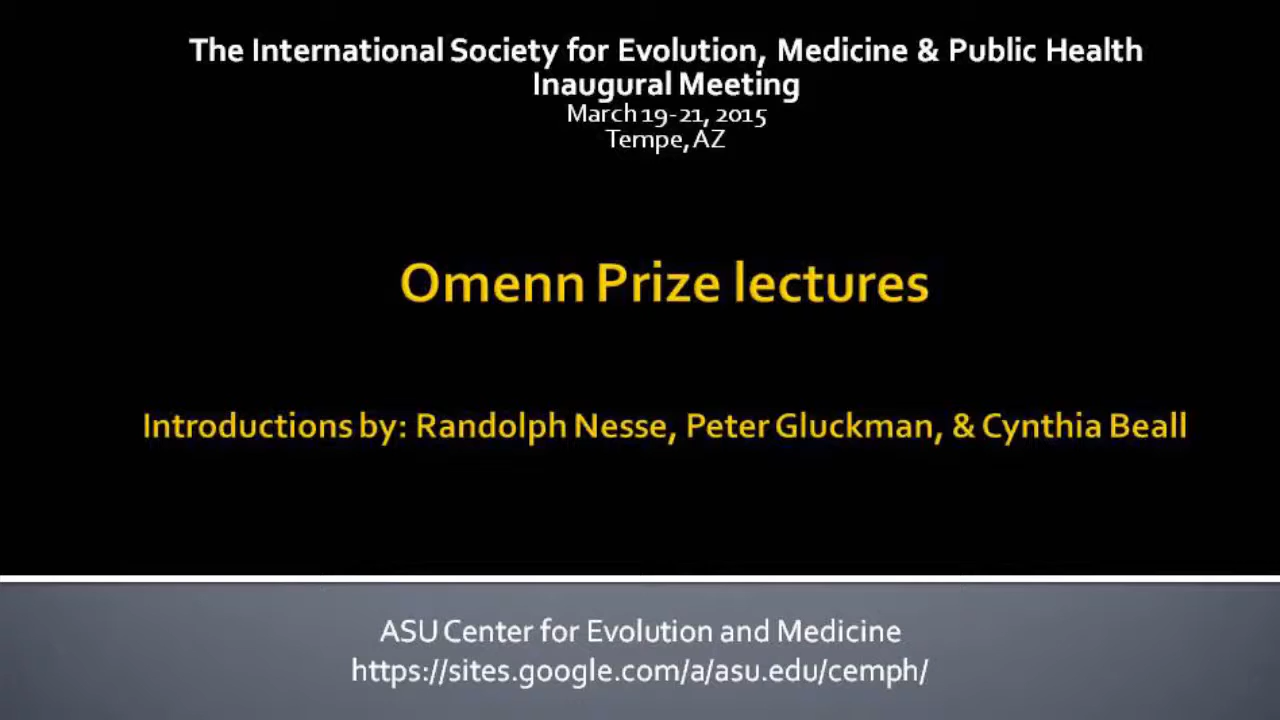 The International Society for Evolution, Medicine & Public Health
Inaugural Meeting
March 19-21, 2015
Tempe, AZ
Omenn Prize lectures
Introductions by: Randolph Nesse, Peter Gluckman, & Cynthia Beall
ASU Center for Evolution and Medicine
https://sites.google.com/a/asu.edu/cemph/